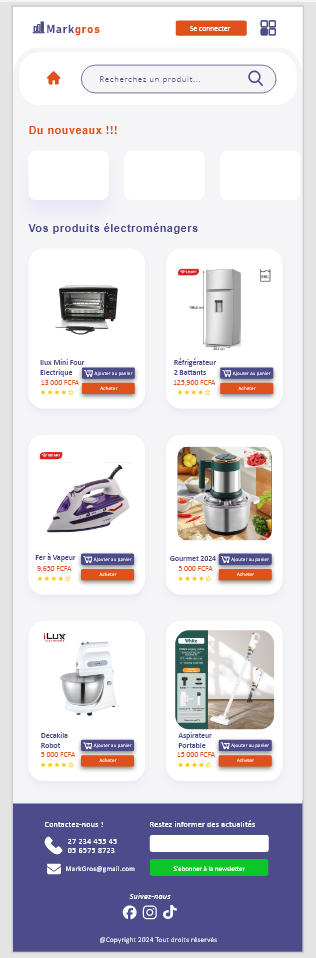 Markgros
Se connecter
Recherchez un produit...
Du nouveaux !!!
Vos produits électroménagers
Ilux Mini Four
Electrique
13 000 FCFA
Ajouter au panier
Acheter
Réfrigérateur
2 Battants
125,900 FCFA
Ajouter au panier
Acheter
Fer à Vapeur
9,650 FCFA
Ajouter au panier
Acheter
Gourmet 2024
5 000 FCFA
Ajouter au panier
Acheter
iLUX
Decakila
Robot
5 000 FCFA
Ajouter au panier
Acheter
White
Aspirateur
Portable
15 000 FCFA
Ajouter au panier
Acheter
Contactez-nous !
27 234 455 45
05 6575 8723
MarkGros@gmail.com
Restez informer des actualités
S'abonner à la newsletter
Suivez-nous
@Copyright 2024 Tout droits réservés